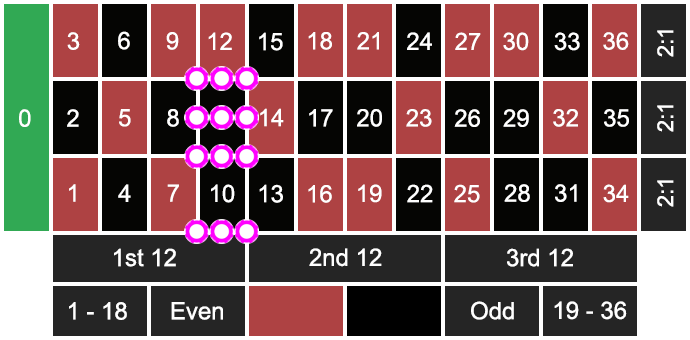 3 6 9 12 15 18 21 24 27 30 33 36 2:1
0 2 5 8 14 17 20 23 26 29 32 35 2:1
1 4 7 10 13 16 19 22 25 28 31 34 2:1
1st 12 2nd 12 3rd 12
1 - 18 Even Odd 19 - 36